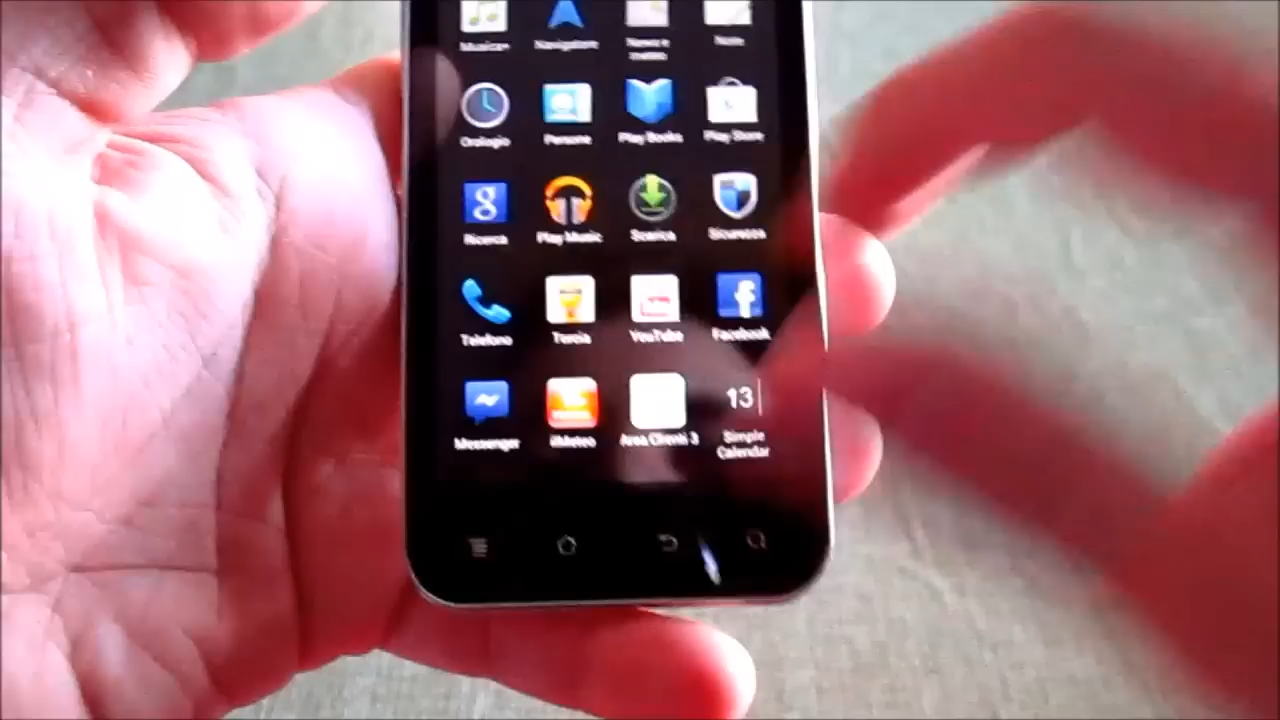 Musica+
Navigatore
News e
meteo
Note
Orologio
Persone
Play Books
Play Store
g
Ricerca
Play Music
Scarica
Sicurezza
Telefono
Torcia
YouTube
f
Facebook
Messenger
ilMeteo
Area Clienti 3
13
Simple
Calendar